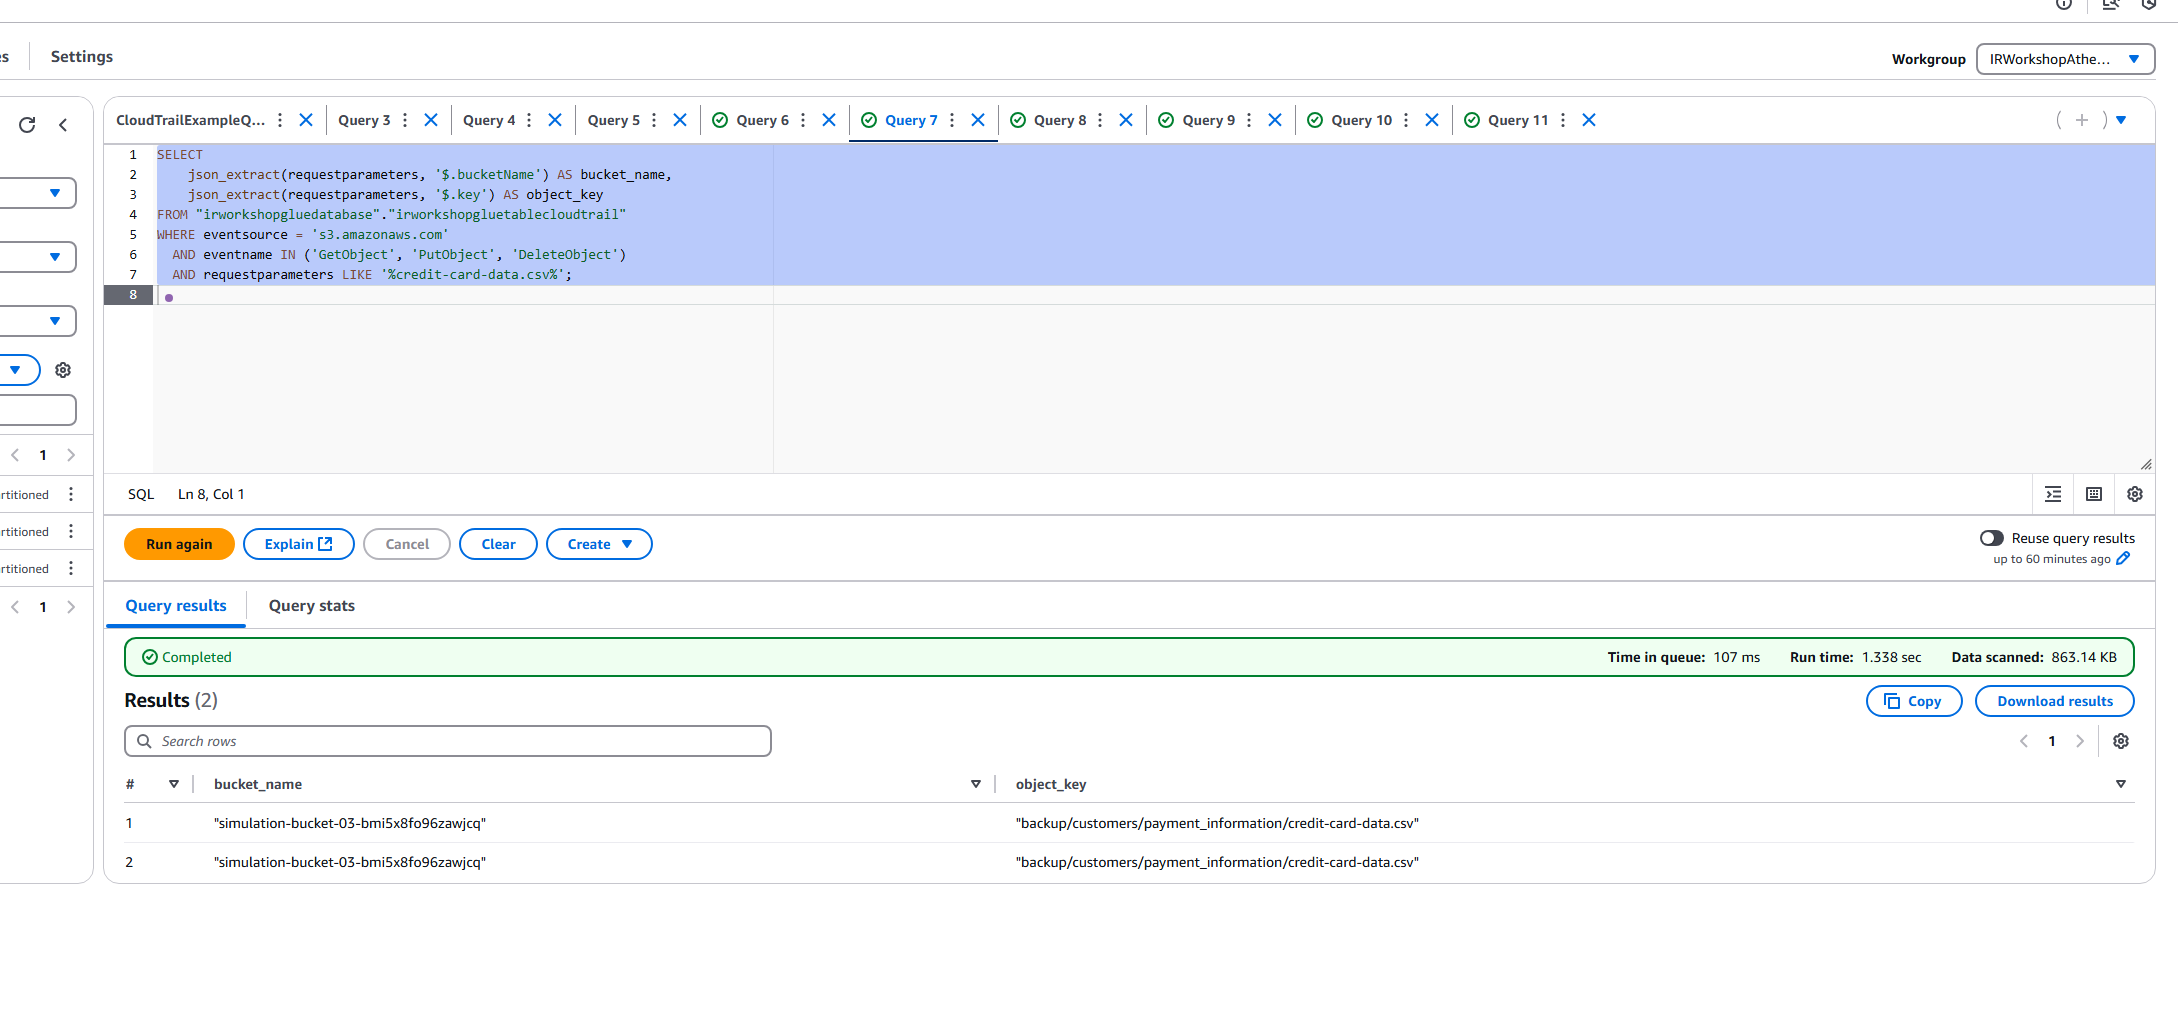 s
Settings
Workgroup
IRWorkshopAthe...
CloudTrailExampleQ...
Query 3
Query 4
Query 5
Query 6
Query 7
Query 8
Query 9
Query 10
Query 11
1 SELECT
2 json_extract(requestparameters, '$.bucketName') AS bucket_name,
3 json_extract(requestparameters, '$.key') AS object_key
4 FROM "irworkshopgluedatabase"."irworkshopgluetablecloudtrail"
5 WHERE eventsource = 's3.amazonaws.com'
6 AND eventname IN ('GetObject', 'PutObject', 'DeleteObject')
7 AND requestparameters LIKE '%credit-card-data.csv%';
8
1
rtitioned
rtitioned
rtitioned
1
SQL Ln 8, Col 1
Run again
Explain
Cancel
Clear
Create
Reuse query results
up to 60 minutes ago
Query results
Query stats
Completed
Time in queue: 107 ms
Run time: 1.338 sec
Data scanned: 863.14 KB
Results (2)
Copy
Download results
Search rows
1
# bucket_name object_key
1 "simulation-bucket-03-bmi5x8fo96zawjcq" "backup/customers/payment_information/credit-card-data.csv"
2 "simulation-bucket-03-bmi5x8fo96zawjcq" "backup/customers/payment_information/credit-card-data.csv"